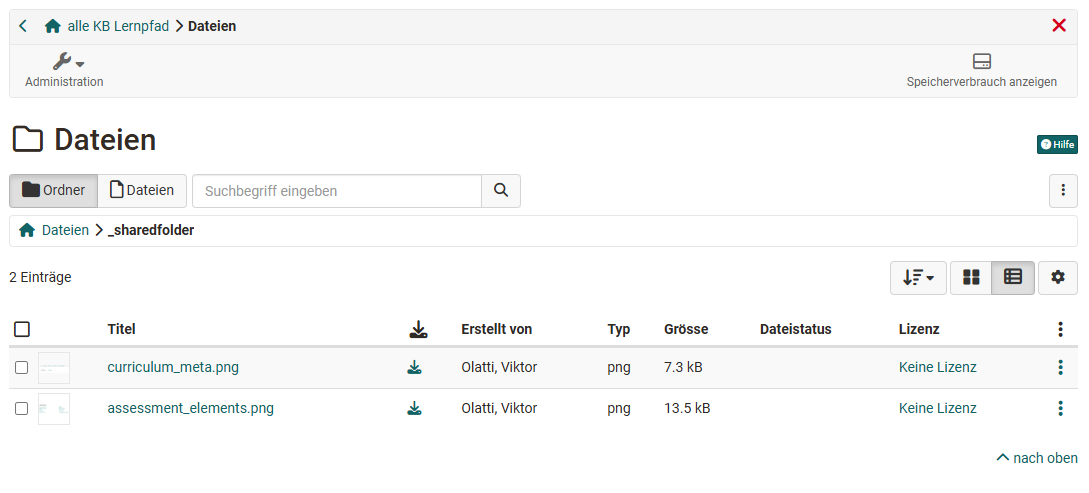 alle KB Lernpfad Dateien
Administration Speicherverbrauch anzeigen
Dateien
Hilfe
Ordner Dateien Suchbegriff eingeben
Dateien _sharedfolder
2 Einträge
Titel Erstellt von Typ Grösse Dateistatus Lizenz
curriculum_meta.png Olatti, Viktor png 7.3 kB Keine Lizenz
assessment_elements.png Olatti, Viktor png 13.5 kB Keine Lizenz
nach oben